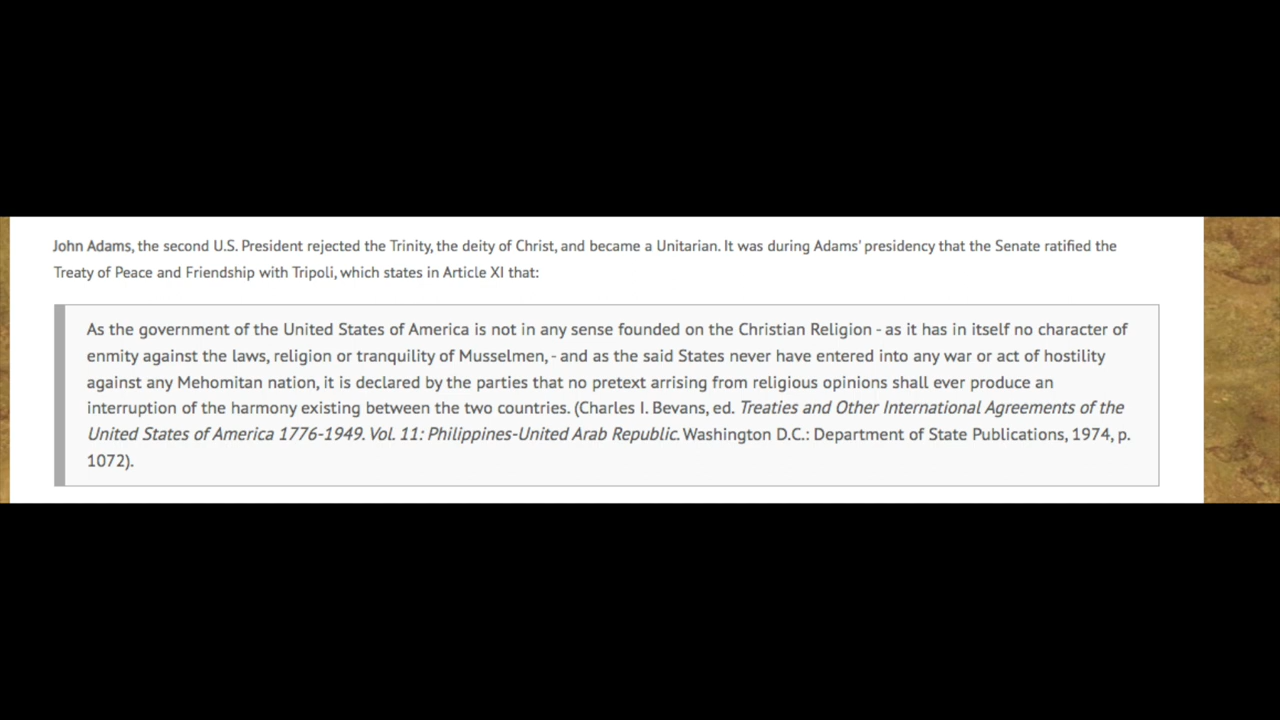 John Adams, the second U.S. President rejected the Trinity, the deity of Christ, and became a Unitarian. It was during Adams' presidency that the Senate ratified the
Treaty of Peace and Friendship with Tripoli, which states in Article XI that:
As the government of the United States of America is not in any sense founded on the Christian Religion - as it has in itself no character of
enmity against the laws, religion or tranquility of Musselmen, - and as the said States never have entered into any war or act of hostility
against any Mehomitan nation, it is declared by the parties that no pretext arrising from religious opinions shall ever produce an
interruption of the harmony existing between the two countries. (Charles I. Bevans, ed. Treaties and Other International Agreements of the
United States of America 1776-1949. Vol. 11: Philippines-United Arab Republic. Washington D.C.: Department of State Publications, 1974, p.
1072).